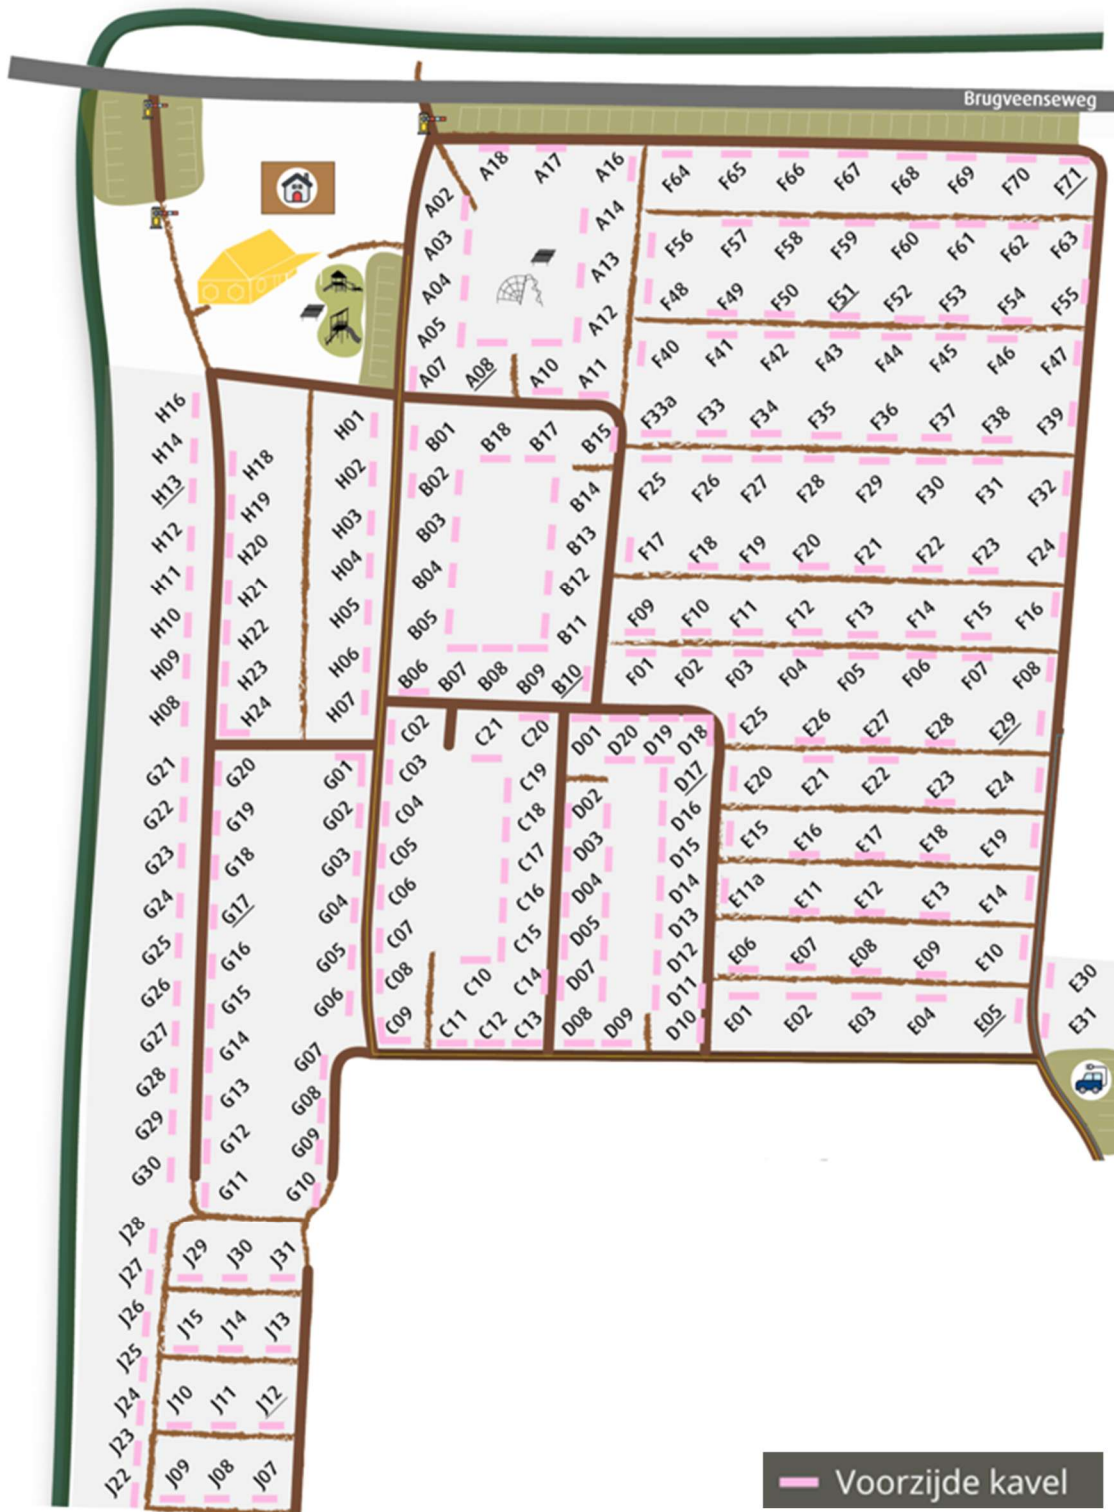 Brugveenseweg
A18 A17 A16 F64 F65 F66 F67 F68 F69 F70 F71
A02 A14
A03 A13 F56 F57 F58 F59 F60 F61 F62 F63
A04 A12 F48 F49 F50 F51 F52 F53 F54 F55
A05
A07 A08 A10 A11 F40 F41 F42 F43 F44 F45 F46 F47
H16 H01 B01 B18 B17 B15 F33a F33 F34 F35 F36 F37 F38 F39
H14 H18 H02 B02
H13 H19 H03 B03 B14 F25 F26 F27 F28 F29 F30 F31 F32
H12 H20 H04 B04 B13 F17 F18 F19 F20 F21 F22 F23 F24
H11 H21 H05 B05 B12
H10 H22 H06 B11 F09 F10 F11 F12 F13 F14 F15 F16
H09 H23 H07 B06 B07 B08 B09 B10 F01 F02 F03 F04 F05 F06 F07 F08
H08 H24
C02 C21 C20 D01 D20 D19 D18 E25 E26 E27 E28 E29
G21 G20 G01 C03 C19 D17 E20 E21 E22 E23 E24
G22 G19 G02 C04 C18 D02 D16
G23 G18 G03 C05 C17 D03 D15 E15 E16 E17 E18 E19
G24 G17 G04 C06 C16 D04 D14 E11a E11 E12 E13 E14
G25 G16 G05 C07 C15 D05 D13
G26 G15 G06 C08 C10 C14 D07 D12 E06 E07 E08 E09 E10 E30
D11
G27 G14 C09 C11 C12 C13 D08 D09 D10 E01 E02 E03 E04 E05 E31
G28 G13 G07
G29 G12 G08
G30 G11 G09
G10
J28
J27 J29 J30 J31
J26
J25 J15 J14 J13
J24 J10 J11 J12
J23
J22 J09 J08 J07
Voorzijde kavel